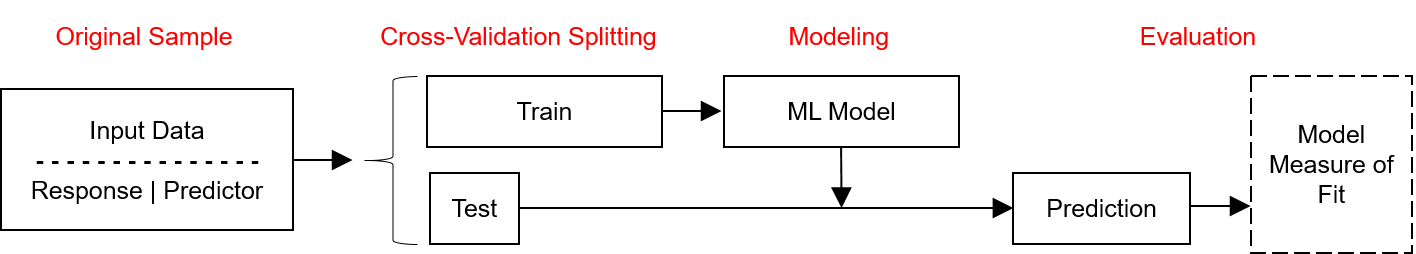 Original Sample
Cross-Validation Splitting
Modeling
Evaluation
Input Data
Response | Predictor
Train
Test
ML Model
Prediction
Model
Measure of
Fit